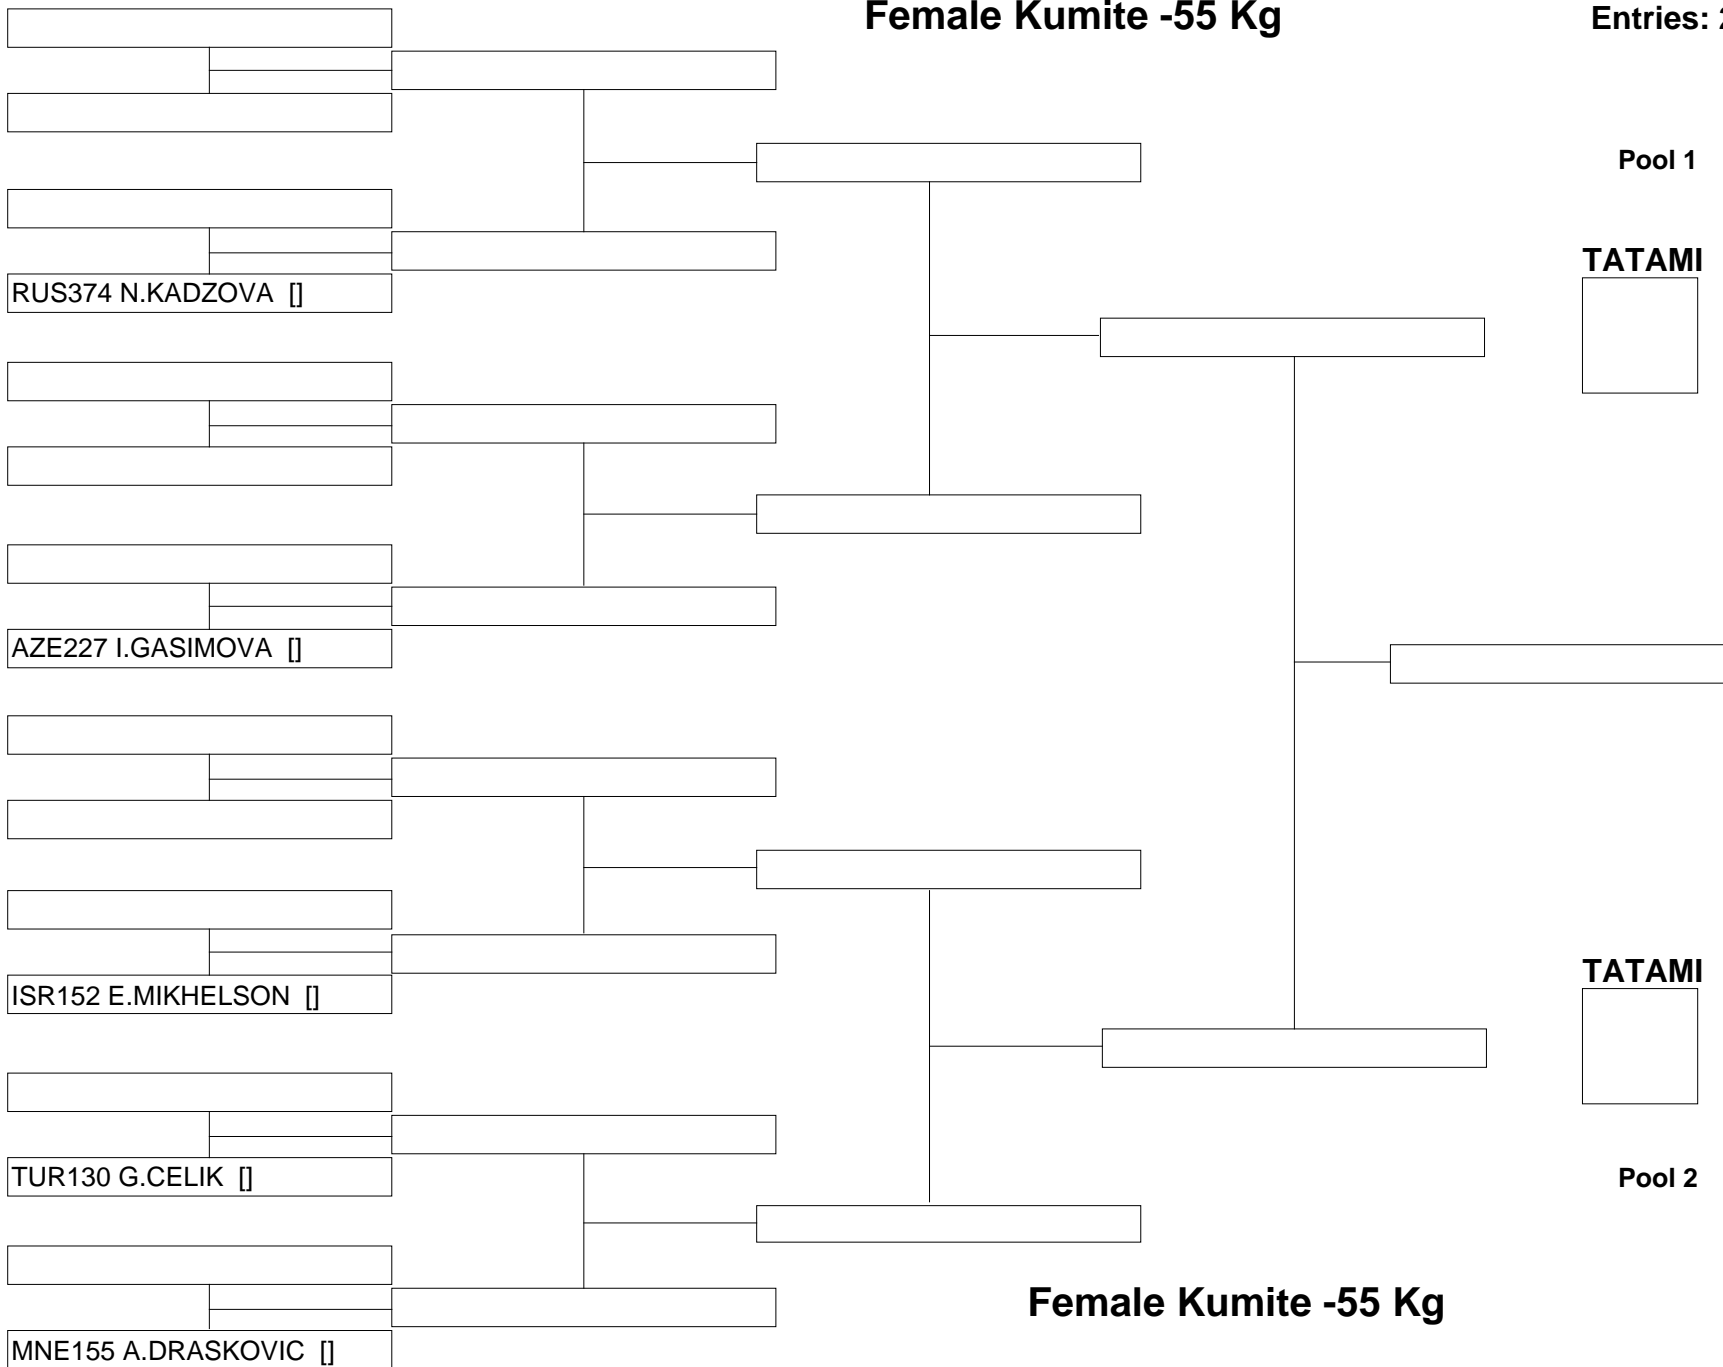 Female Kumite -55 Kg
Entries:
Pool 1
TATAMI
RUS374 N.KADZOVA []
AZE227 I.GASIMOVA []
TATAMI
ISR152 E.MIKHELSON []
TUR130 G.CELIK []
Pool 2
Female Kumite -55 Kg
MNE155 A.DRASKOVIC []